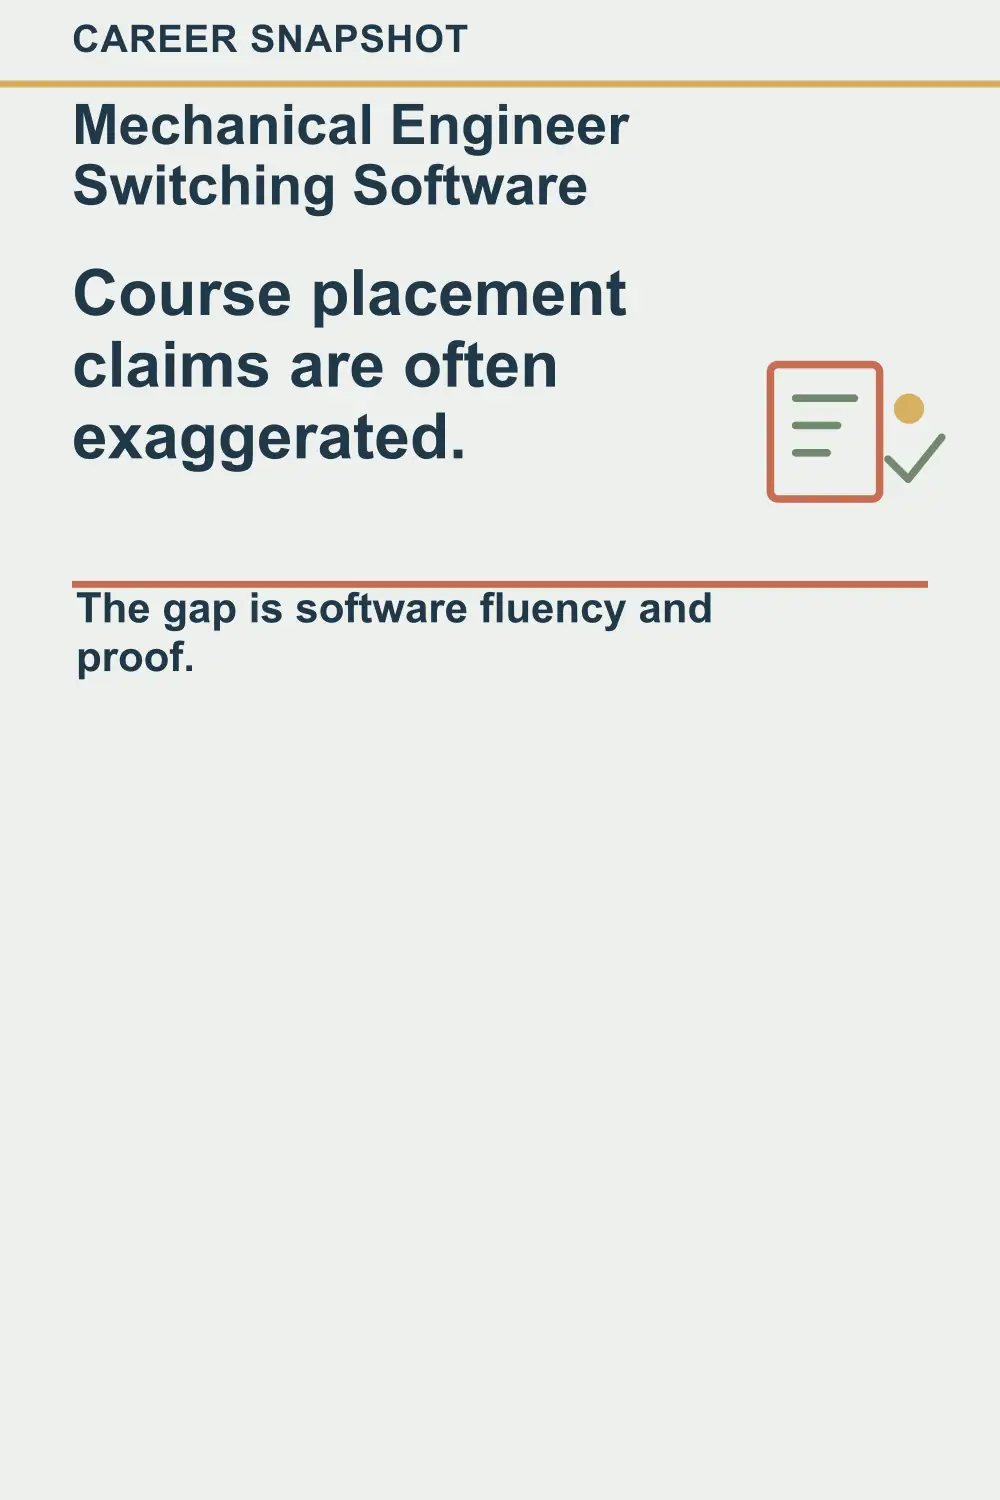 CAREER SNAPSHOT
Mechanical Engineer
Switching Software
Course placement
claims are often
exaggerated.
The gap is software fluency and
proof.